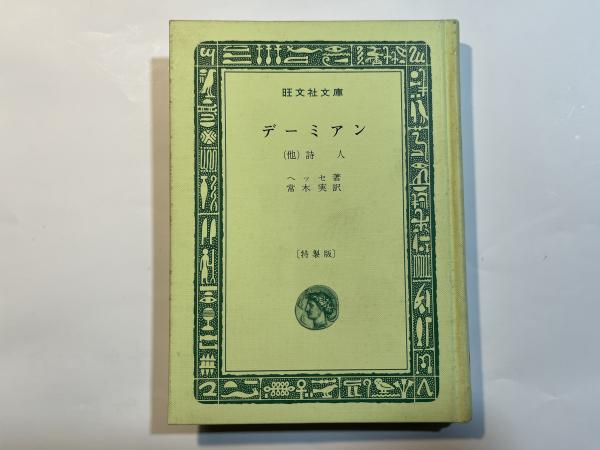 旺文社文庫
デーミアン
(他) 詩 人
ヘッセ 著
常木実 訳
[特製版]